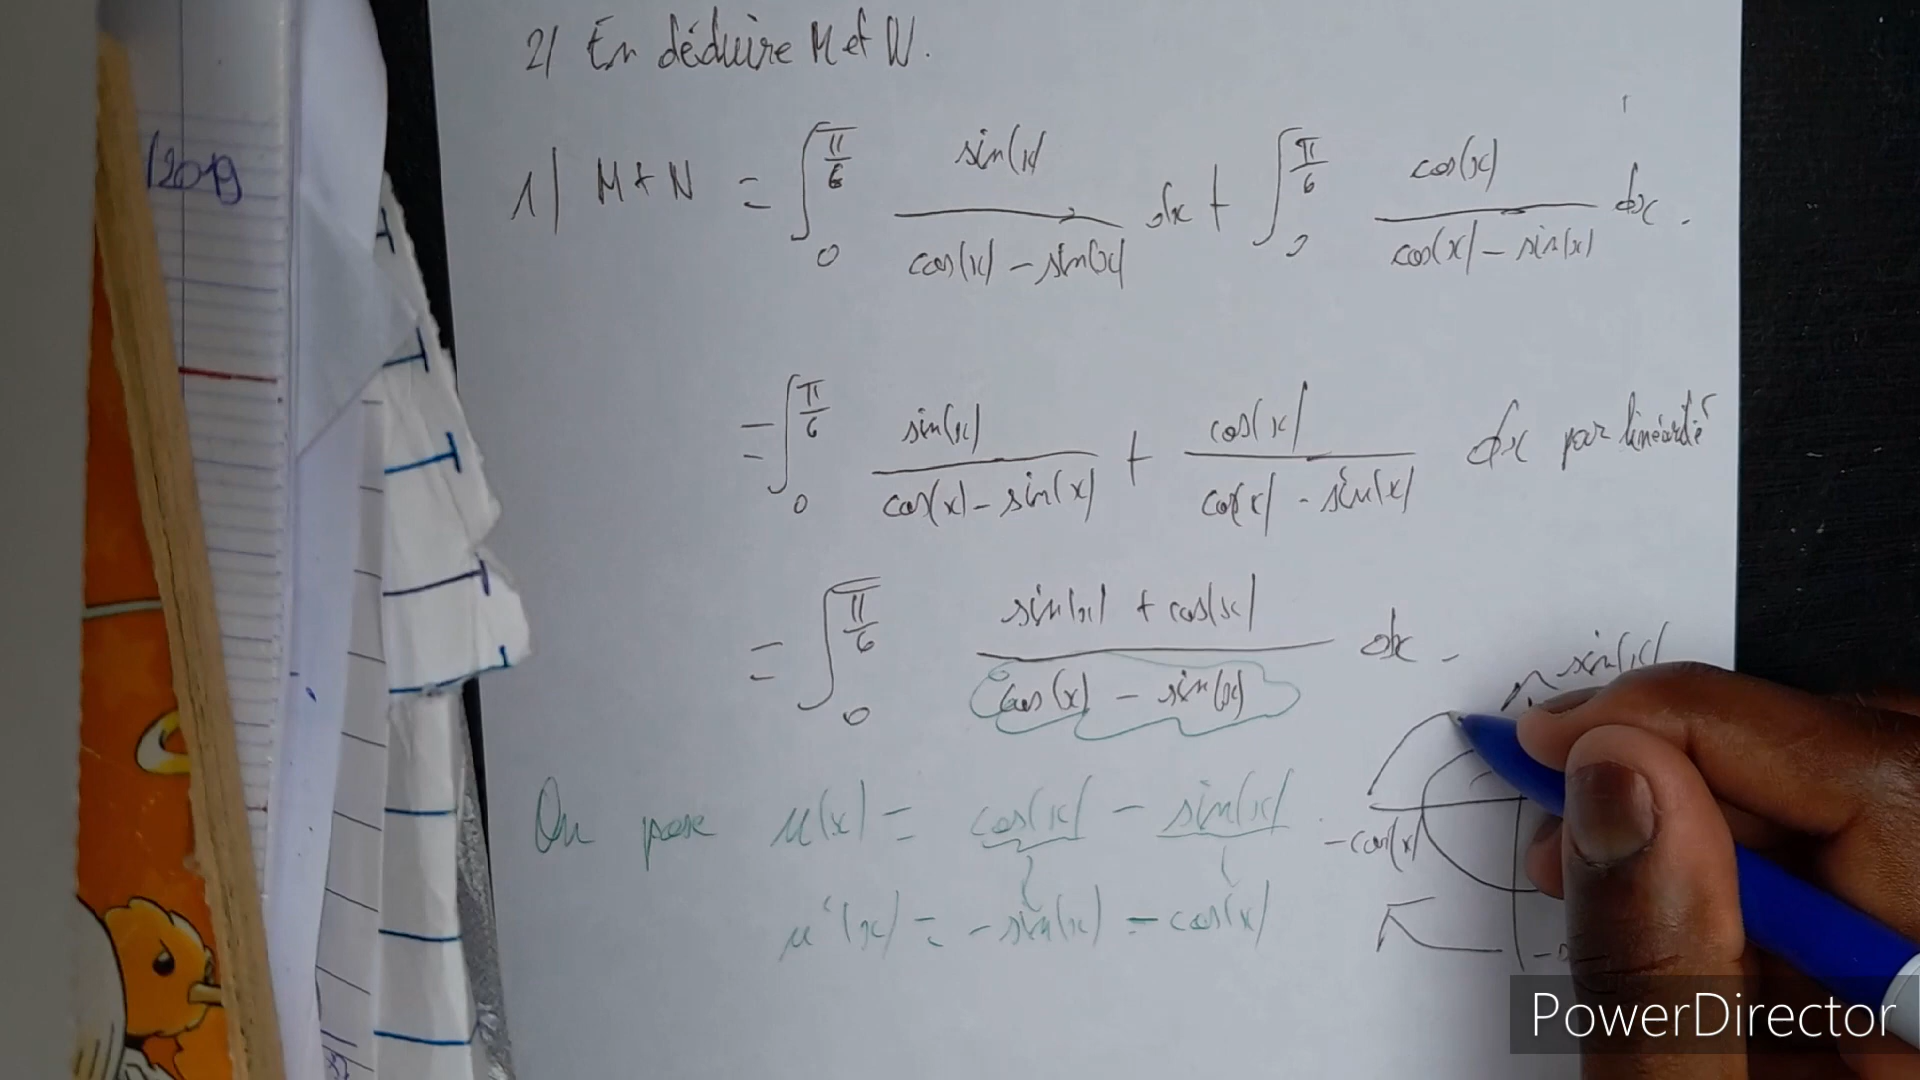 2) En déduire M et N.
/2019
1) M + N = ∫₀^(π/6) sin(x) / (cos(x) - sin(x)) dx + ∫₀^(π/6) cos(x) / (cos(x) - sin(x)) dx.
= ∫₀^(π/6) sin(x) / (cos(x) - sin(x)) + cos(x) / (cos(x) - sin(x)) dx par linéarité
= ∫₀^(π/6) (sin(x) + cos(x)) / (cos(x) - sin(x)) dx.
sin(x)
On pose u(x) = cos(x) - sin(x)
-cos(x)
u'(x) = -sin(x) - cos(x)
PowerDirector